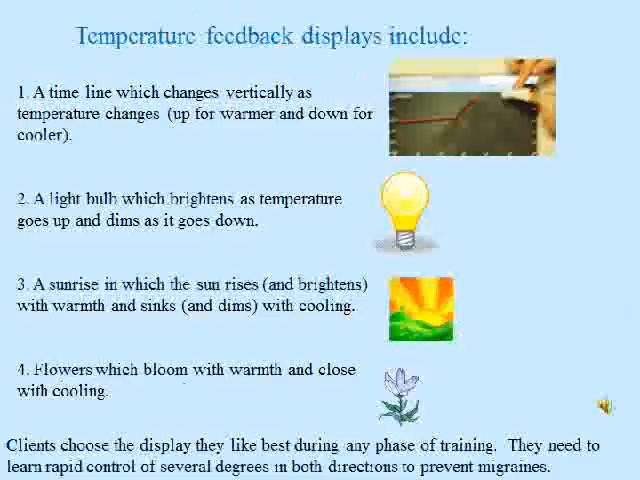 Temperature feedback displays include:
1. A time line which changes vertically as
temperature changes (up for warmer and down for
cooler).
2. A light bulb which brightens as temperature
goes up and dims as it goes down.
3. A sunrise in which the sun rises (and brightens)
with warmth and sinks (and dims) with cooling.
4. Flowers which bloom with warmth and close
with cooling.
Clients choose the display they like best during any phase of training. They need to
learn rapid control of several degrees in both directions to prevent migraines.